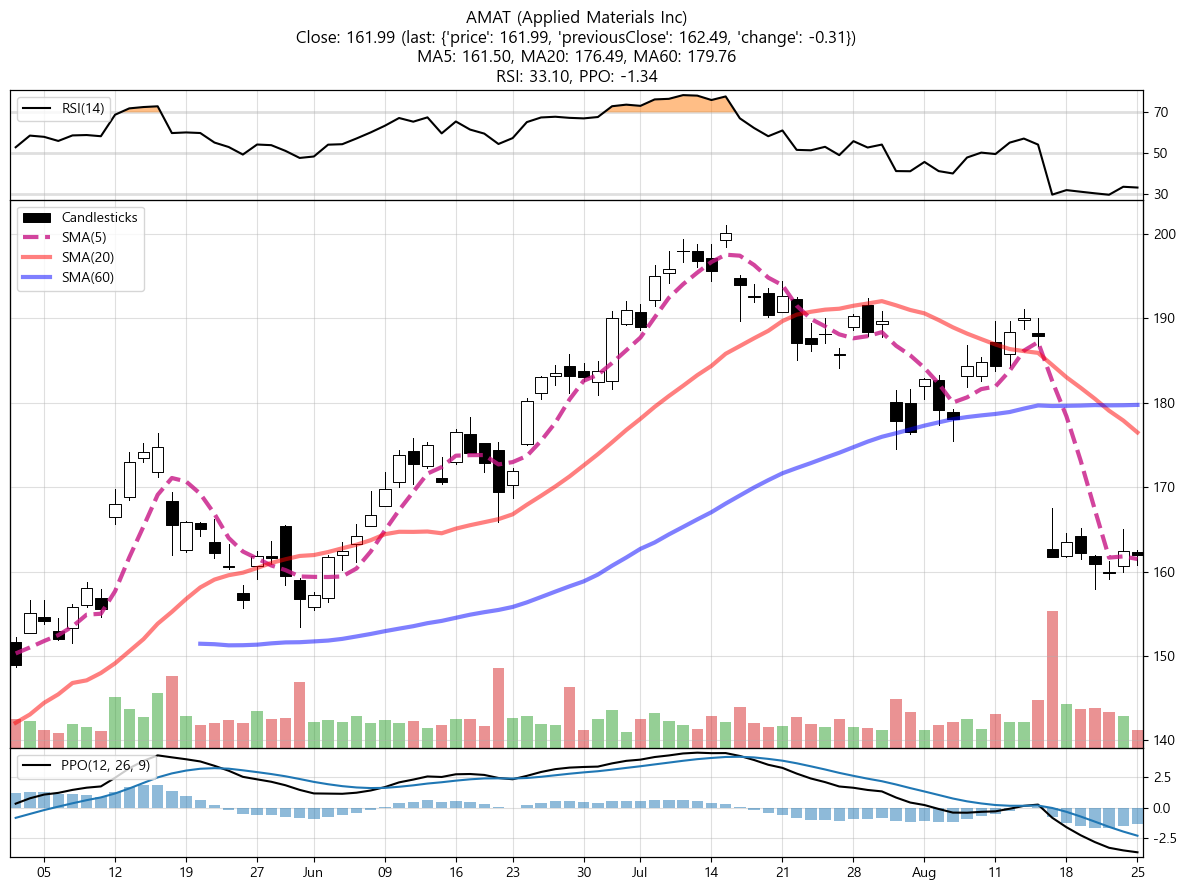 AMAT (Applied Materials Inc)
Close: 161.99 (last: {'price': 161.99, 'previousClose': 162.49, 'change': -0.31})
MA5: 161.50, MA20: 176.49, MA60: 179.76
RSI: 33.10, PPO: -1.34
RSI(14)
70
50
30
Candlesticks
SMA(5)
SMA(20)
SMA(60)
200
190
180
170
160
150
140
PPO(12, 26, 9)
2.5
0.0
−2.5
05 12 19 27 Jun 09 16 23 Jul 14 21 28 Aug 11 18 25